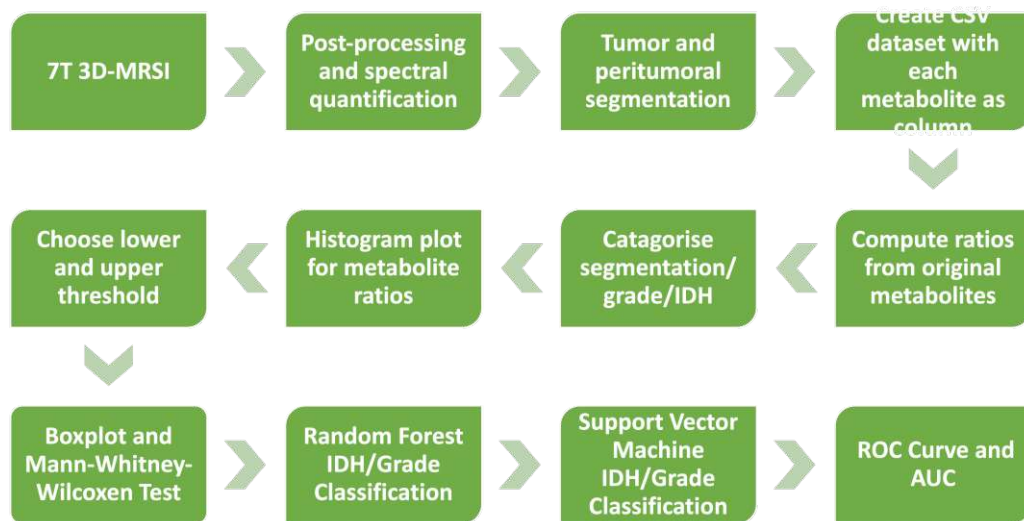 7T 3D-MRSI
Post-processing
and spectral
quantification
Tumor and
peritumoral
segmentation
Create CSV
dataset with
each
metabolite as
column
Compute ratios
from original
metabolites
Catagorise
segmentation/
grade/IDH
Histogram plot
for metabolite
ratios
Choose lower
and upper
threshold
Boxplot and
Mann-Whitney-
Wilcoxen Test
Random Forest
IDH/Grade
Classification
Support Vector
Machine
IDH/Grade
Classification
ROC Curve and
AUC